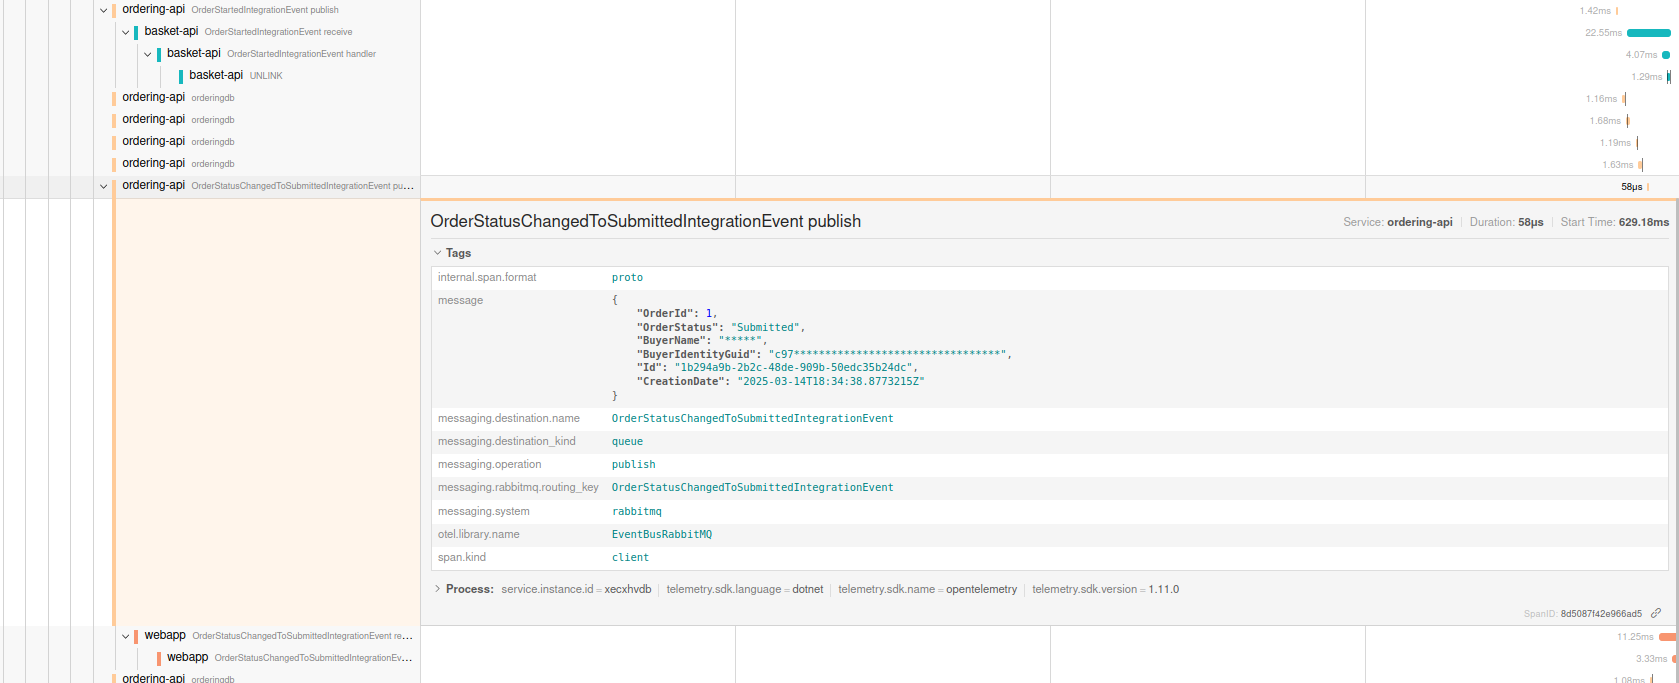 ordering-api OrderStartedIntegrationEvent publish 1.42ms
basket-api OrderStartedIntegrationEvent receive 22.55ms
basket-api OrderStartedIntegrationEvent handler 4.07ms
basket-api UNLINK 1.29ms
ordering-api orderingdb 1.16ms
ordering-api orderingdb 1.68ms
ordering-api orderingdb 1.19ms
ordering-api orderingdb 1.63ms
ordering-api OrderStatusChangedToSubmittedIntegrationEvent pu... 58μs
OrderStatusChangedToSubmittedIntegrationEvent publish Service: ordering-api Duration: 58μs Start Time: 629.18ms
Tags
internal.span.format proto
message {
"OrderId": 1,
"OrderStatus": "Submitted",
"BuyerName": "*****",
"BuyerIdentityGuid": "c97*********************************",
"Id": "1b294a9b-2b2c-48de-909b-50edc35b24dc",
"CreationDate": "2025-03-14T18:34:38.8773215Z"
}
messaging.destination.name OrderStatusChangedToSubmittedIntegrationEvent
messaging.destination_kind queue
messaging.operation publish
messaging.rabbitmq.routing_key OrderStatusChangedToSubmittedIntegrationEvent
messaging.system rabbitmq
otel.library.name EventBusRabbitMQ
span.kind client
Process: service.instance.id = xecxhvdb telemetry.sdk.language = dotnet telemetry.sdk.name = opentelemetry telemetry.sdk.version = 1.11.0
SpanID: 8d5087f42e966ad5
webapp OrderStatusChangedToSubmittedIntegrationEvent re... 11.25ms
webapp OrderStatusChangedToSubmittedIntegrationEv... 3.33ms
ordering-api orderingdb 1.08ms